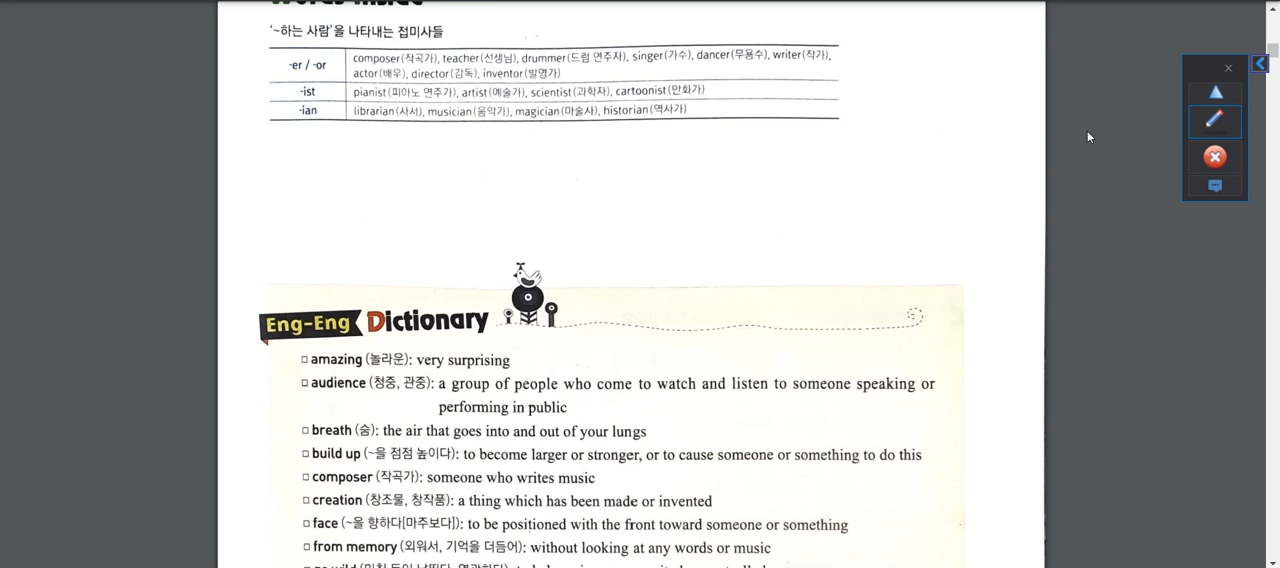 Words Inside
'~하는 사람'을 나타내는 접미사들
-er / -or
composer(작곡가), teacher(선생님), drummer(드럼 연주자), singer(가수), dancer(무용수), writer(작가),
actor(배우), director(감독), inventor(발명가)
-ist
pianist(피아노 연주가), artist(예술가), scientist(과학자), cartoonist(만화가)
-ian
librarian(사서), musician(음악가), magician(마술사), historian(역사가)
Eng-Eng Dictionary
amazing (놀라운): very surprising
audience (청중, 관중): a group of people who come to watch and listen to someone speaking or
performing in public
breath (숨): the air that goes into and out of your lungs
build up (~을 점점 높이다): to become larger or stronger, or to cause someone or something to do this
composer (작곡가): someone who writes music
creation (창조물, 창작품): a thing which has been made or invented
face (~을 향하다[마주보다]): to be positioned with the front toward someone or something
from memory (외워서, 기억을 더듬어): without looking at any words or music